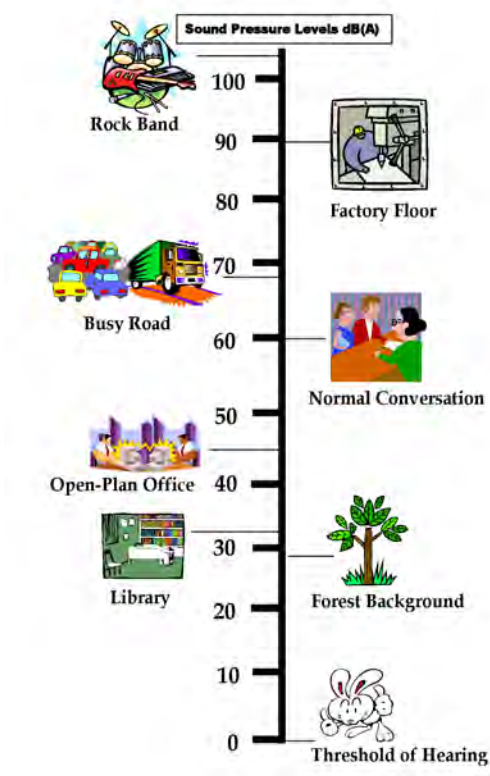 Sound Pressure Levels dB(A)
100
Rock Band
90
80
Factory Floor
70
Busy Road
60
Normal Conversation
50
Open-Plan Office
40
30
Library
Forest Background
20
10
0
Threshold of Hearing